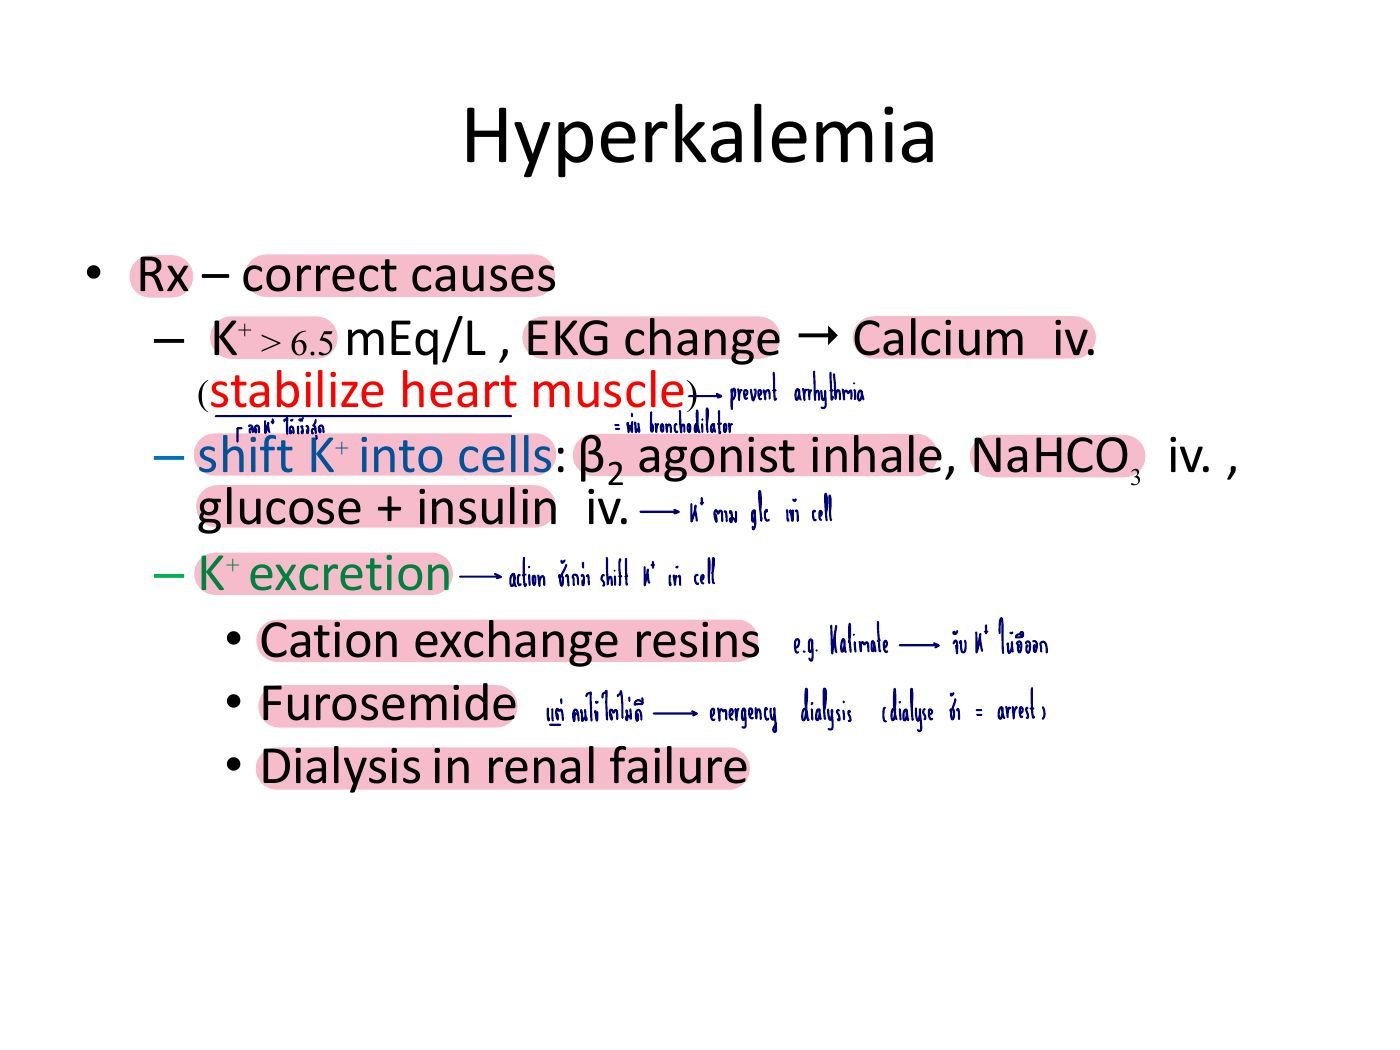 Hyperkalemia
• Rx – correct causes
– K⁺ > 6.5 mEq/L , EKG change → Calcium iv.
(stabilize heart muscle) → prevent arrhythmia
ลด K⁺ ได้เร็วสุด = พ่น bronchodilator
– shift K⁺ into cells: β₂ agonist inhale, NaHCO₃ iv. ,
glucose + insulin iv. → K⁺ ตาม glc เข้า cell
– K⁺ excretion → action ช้ากว่า shift K⁺ เข้า cell
• Cation exchange resins e.g. Kalimate → จับ K⁺ ให้อึออก
• Furosemide แต่ คนไข้ ไตไม่ดี → emergency dialysis (dialyse ช้า = arrest)
• Dialysis in renal failure